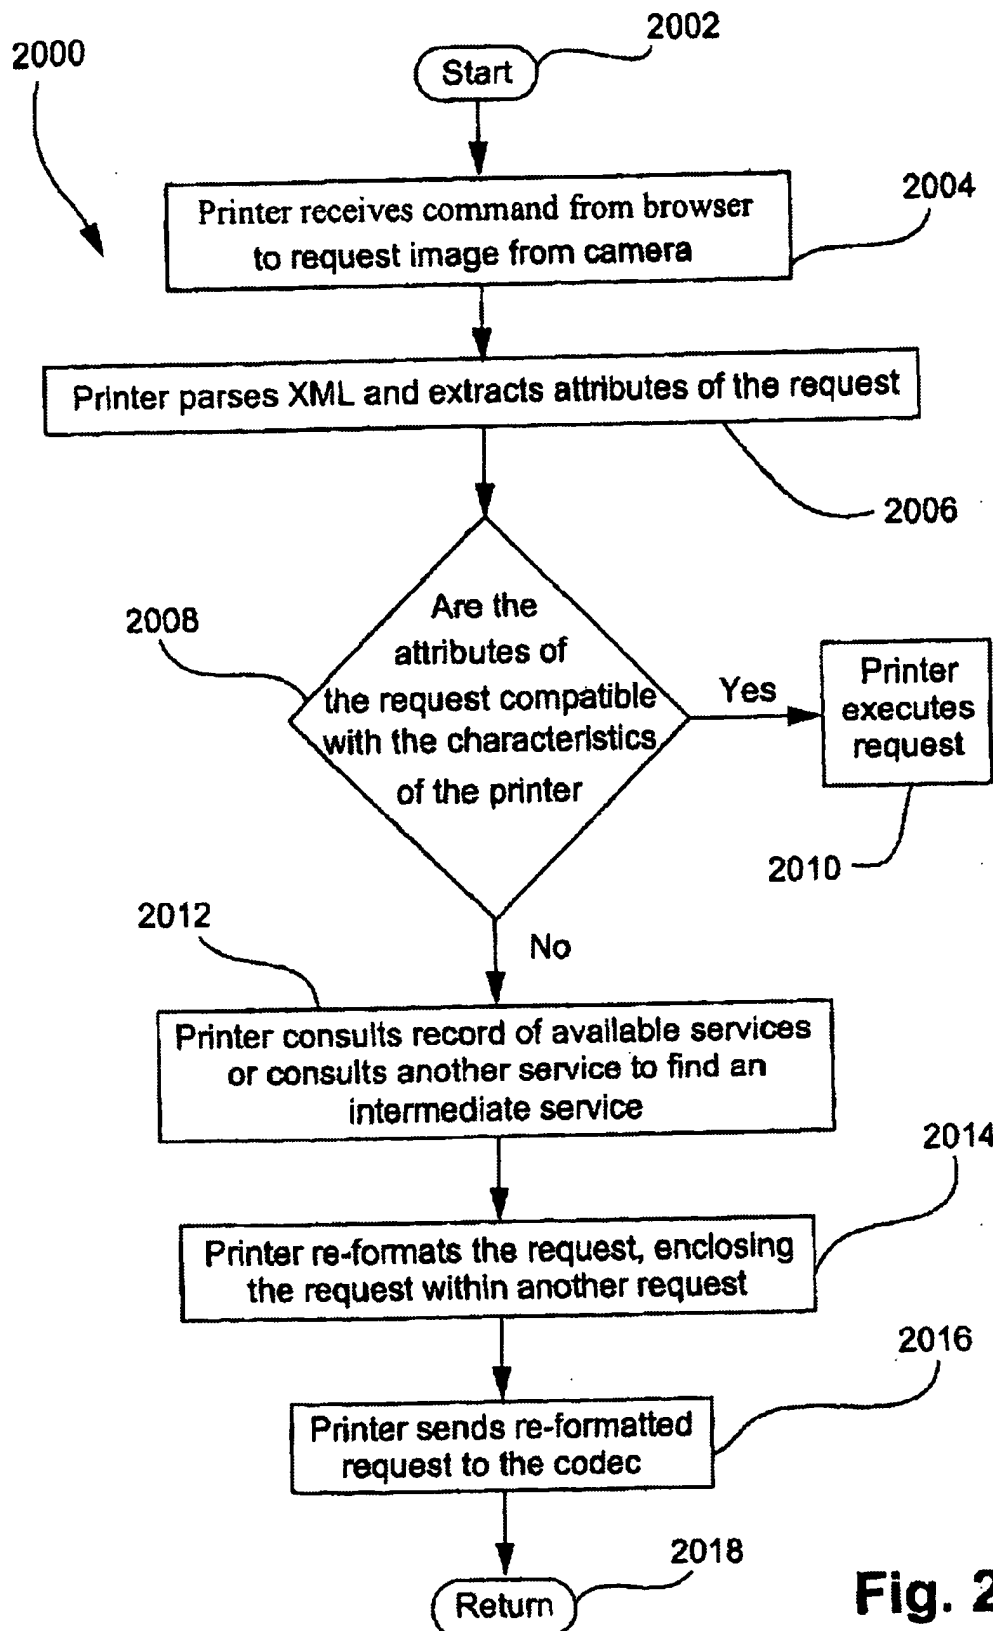 2000
2002
Start
Printer receives command from browser
to request image from camera
2004
Printer parses XML and extracts attributes of the request
2006
2008
Are the
attributes of
the request compatible
with the characteristics
of the printer
Yes
Printer
executes
request
2010
No
2012
Printer consults record of available services
or consults another service to find an
intermediate service
2014
Printer re-formats the request, enclosing
the request within another request
2016
Printer sends re-formatted
request to the codec
2018
Return
Fig. 2